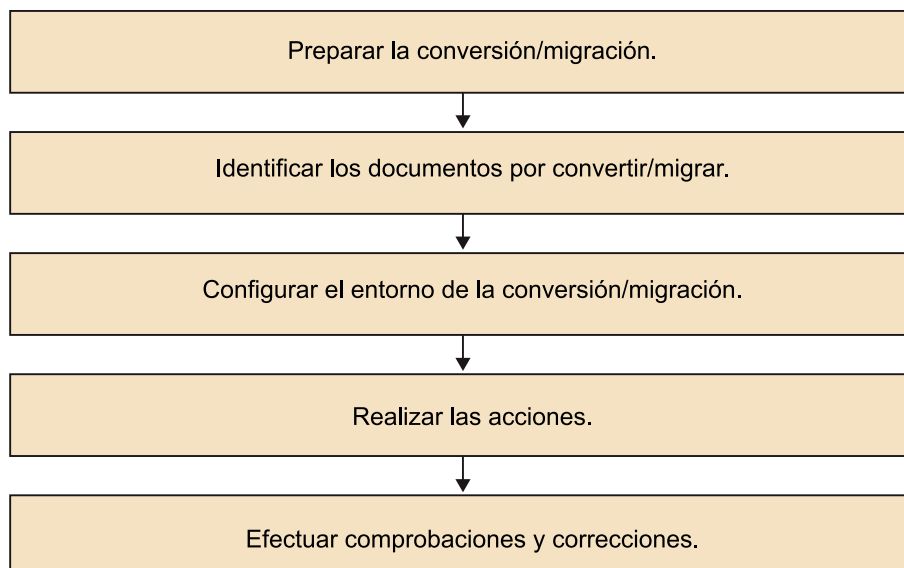 Preparar la conversión/migración.
Identificar los documentos por convertir/migrar.
Configurar el entorno de la conversión/migración.
Realizar las acciones.
Efectuar comprobaciones y correcciones.